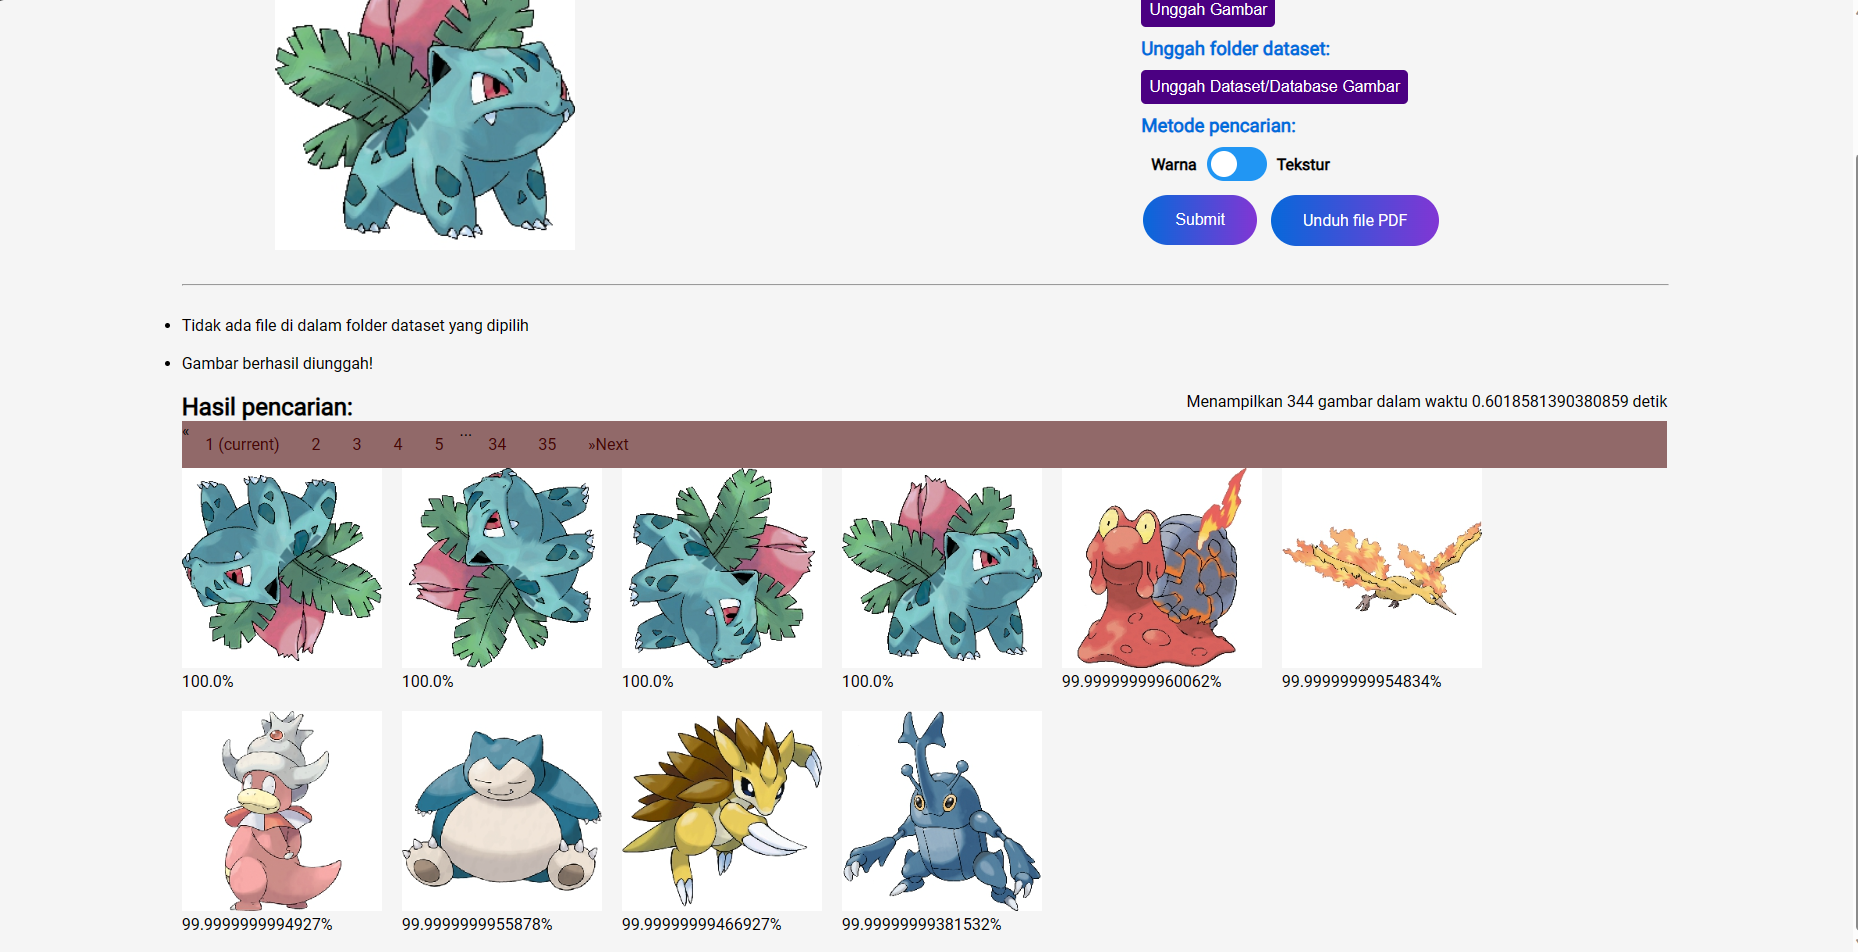 Unggah Gambar
Unggah folder dataset:
Unggah Dataset/Database Gambar
Metode pencarian:
Warna Tekstur
Submit Unduh file PDF
Tidak ada file di dalam folder dataset yang dipilih
Gambar berhasil diunggah!
Hasil pencarian: Menampilkan 344 gambar dalam waktu 0.6018581390380859 detik
« 1 (current) 2 3 4 5 ... 34 35 »Next
100.0% 100.0% 100.0% 100.0% 99.99999999960062% 99.99999999954834%
99.9999999994927% 99.9999999955878% 99.99999999466927% 99.99999999381532%